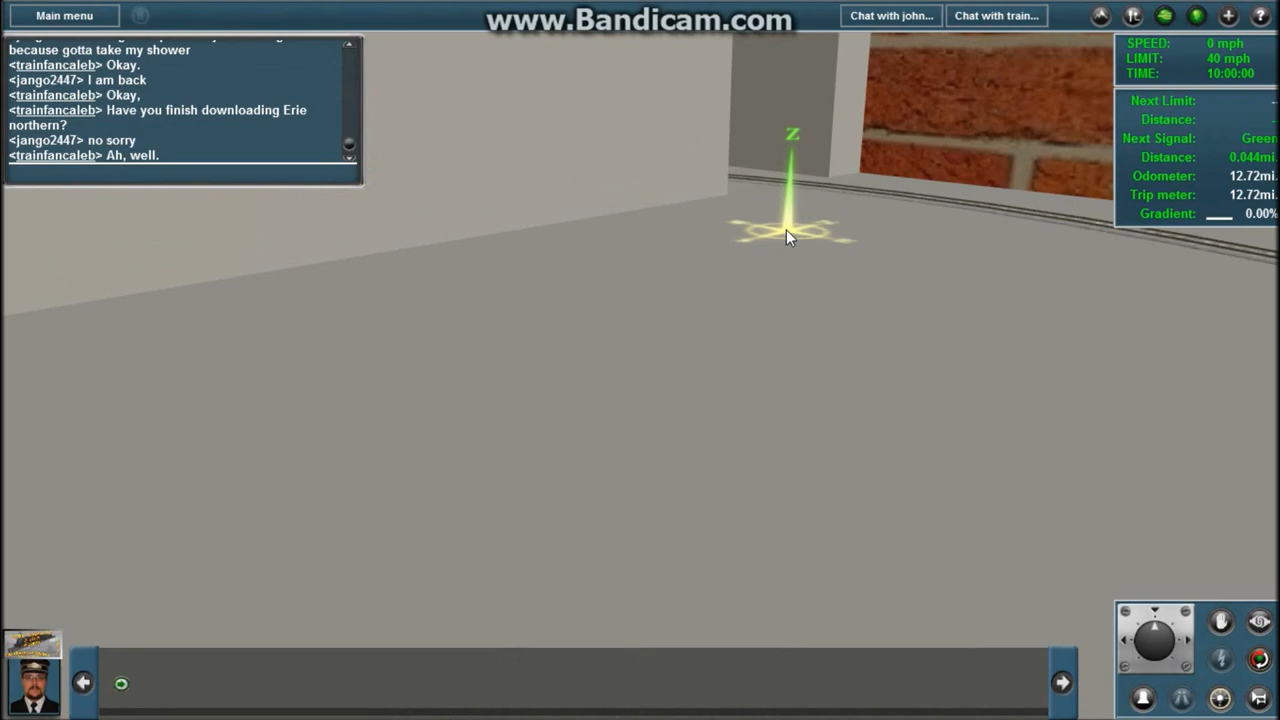 www.Bandicam.com
Main menu
Chat with john...
Chat with train...
because gotta take my shower
<trainfancaleb> Okay.
<jango2447> I am back
<trainfancaleb> Okay,
<trainfancaleb> Have you finish downloading Erie
northern?
<jango2447> no sorry
<trainfancaleb> Ah, well.
SPEED: 0 mph
LIMIT: 40 mph
TIME: 10:00:00
Next Limit: -
Distance: -
Next Signal: Green
Distance: 0.044mi.
Odometer: 12.72mi.
Trip meter: 12.72mi.
Gradient: 0.00%
Z